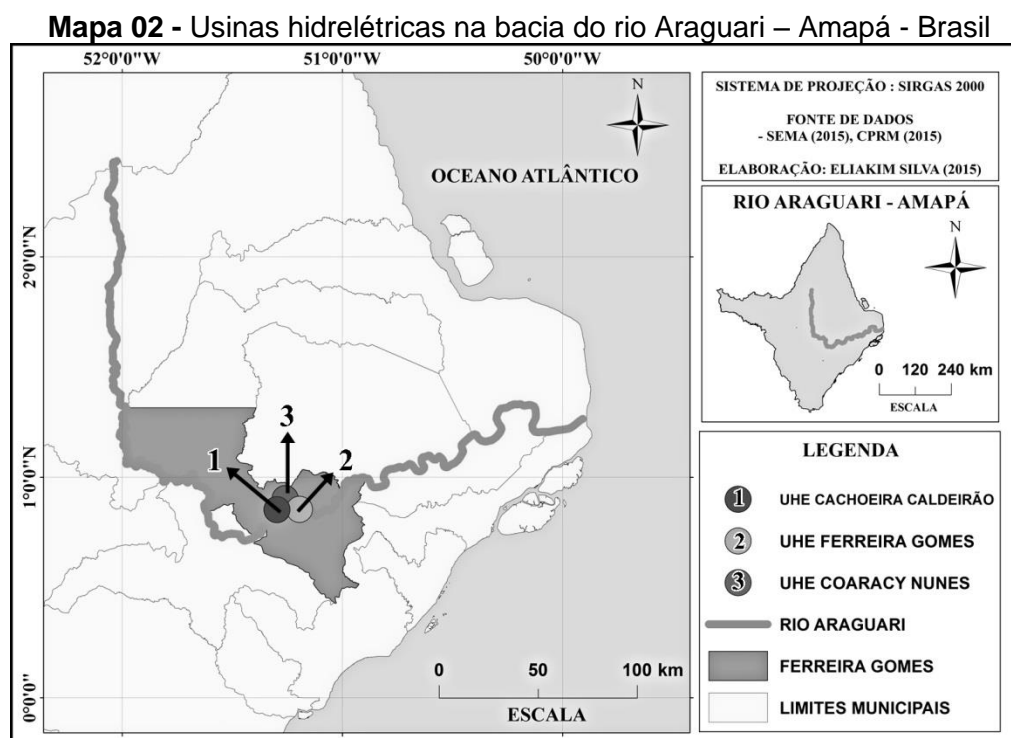 Mapa 02 - Usinas hidrelétricas na bacia do rio Araguari – Amapá - Brasil
52°0'0"W 51°0'0"W 50°0'0"W
N
OCEANO ATLÂNTICO
2°0'0"N
1°0'0"N
0°0'0"
1
3
2
0 50 100 km
ESCALA
SISTEMA DE PROJEÇÃO : SIRGAS 2000
FONTE DE DADOS
- SEMA (2015), CPRM (2015)
ELABORAÇÃO: ELIAKIM SILVA (2015)
RIO ARAGUARI - AMAPÁ
N
0 120 240 km
ESCALA
LEGENDA
1 UHE CACHOEIRA CALDEIRÃO
2 UHE FERREIRA GOMES
3 UHE COARACY NUNES
RIO ARAGUARI
FERREIRA GOMES
LIMITES MUNICIPAIS